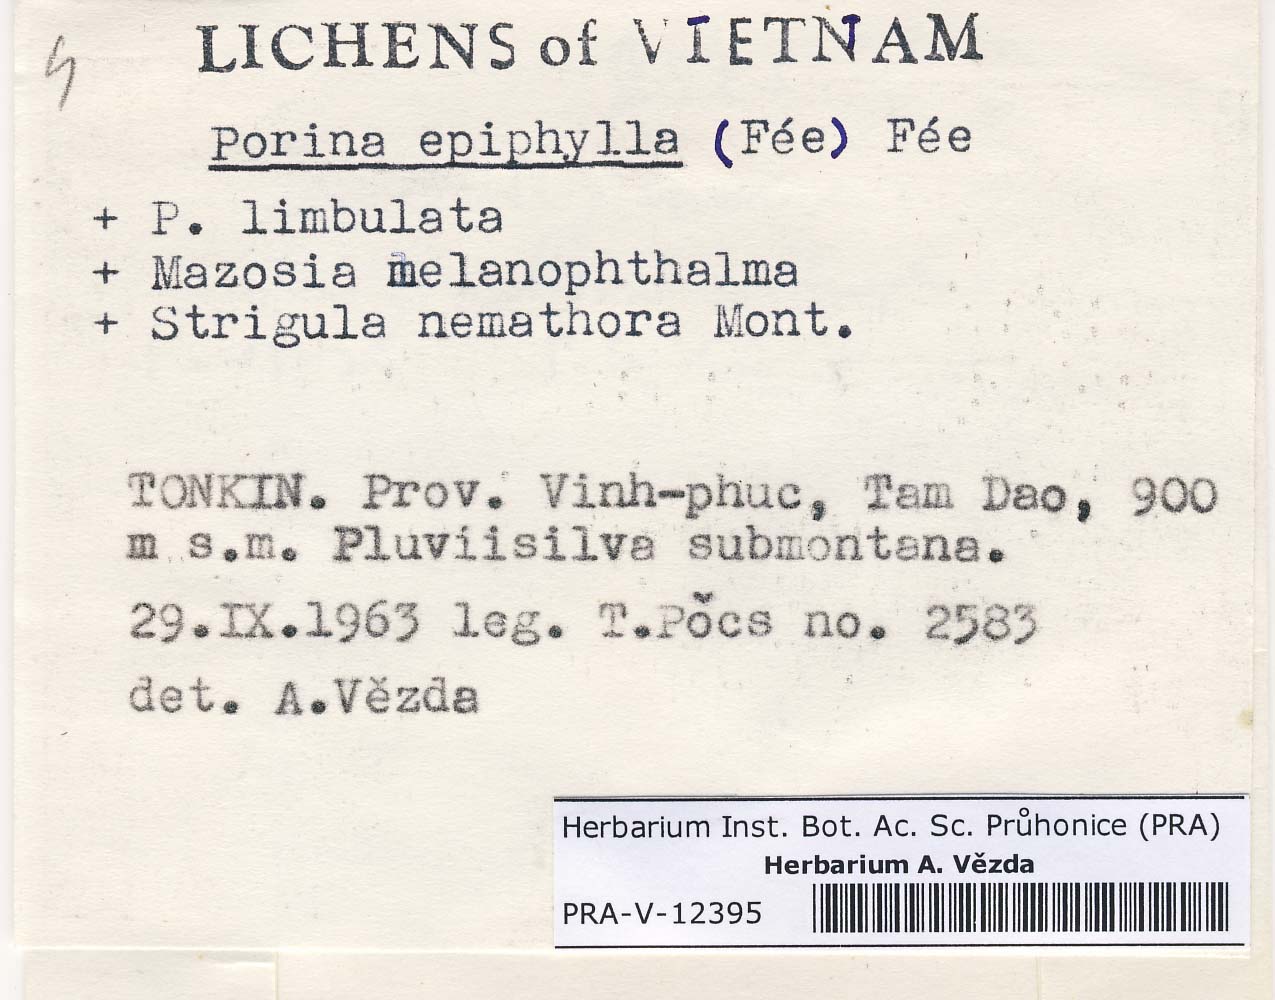 LICHENS of VIETNAM
Porina epiphylla (Fée) Fée
+ P. limbulata
+ Mazosia melanophthalma
+ Strigula nemathora Mont.
TONKIN. Prov. Vinh-phuc, Tam Dao, 900
m s.m. Pluviisilva submontana.
29.IX.1963 leg. T.Pǒcs no. 2583
det. A.Vězda
Herbarium Inst. Bot. Ac. Sc. Průhonice (PRA)
Herbarium A. Vězda
PRA-V-12395